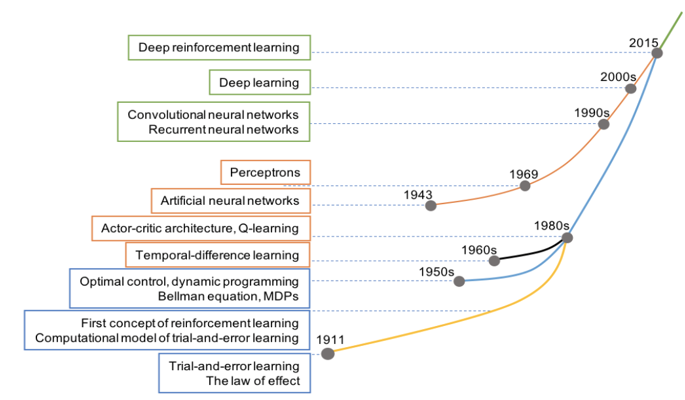 2015
Deep reinforcement learning
2000s
Deep learning
1990s
Convolutional neural networks
Recurrent neural networks
1969
Perceptrons
1943
Artificial neural networks
1980s
Actor-critic architecture, Q-learning
1960s
Temporal-difference learning
1950s
Optimal control, dynamic programming
Bellman equation, MDPs
First concept of reinforcement learning
Computational model of trial-and-error learning
1911
Trial-and-error learning
The law of effect